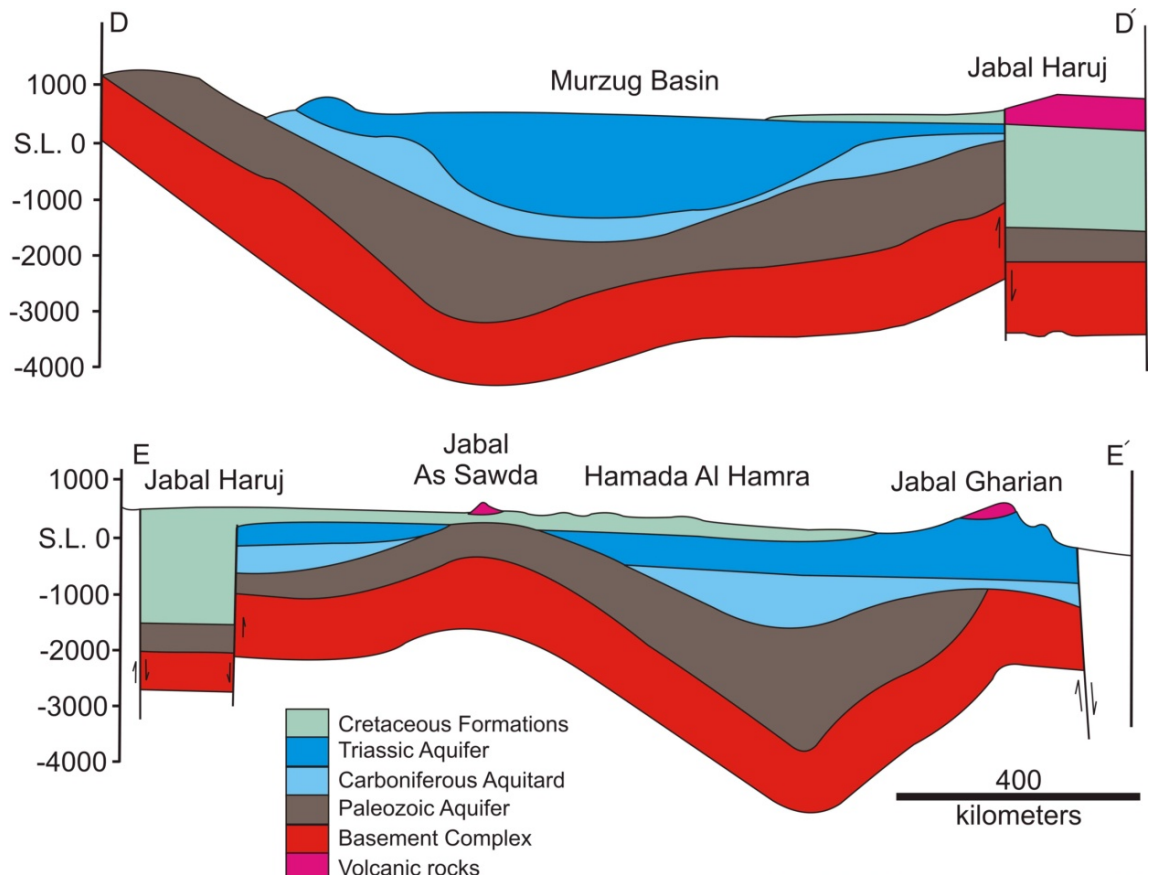 D
D´
Murzug Basin
Jabal Haruj
1000
S.L. 0
-1000
-2000
-3000
-4000
E
E´
Jabal Haruj
Jabal
As Sawda
Hamada Al Hamra
Jabal Gharian
1000
S.L. 0
-1000
-2000
-3000
-4000
Cretaceous Formations
Triassic Aquifer
Carboniferous Aquitard
Paleozoic Aquifer
Basement Complex
Volcanic rocks
400
kilometers